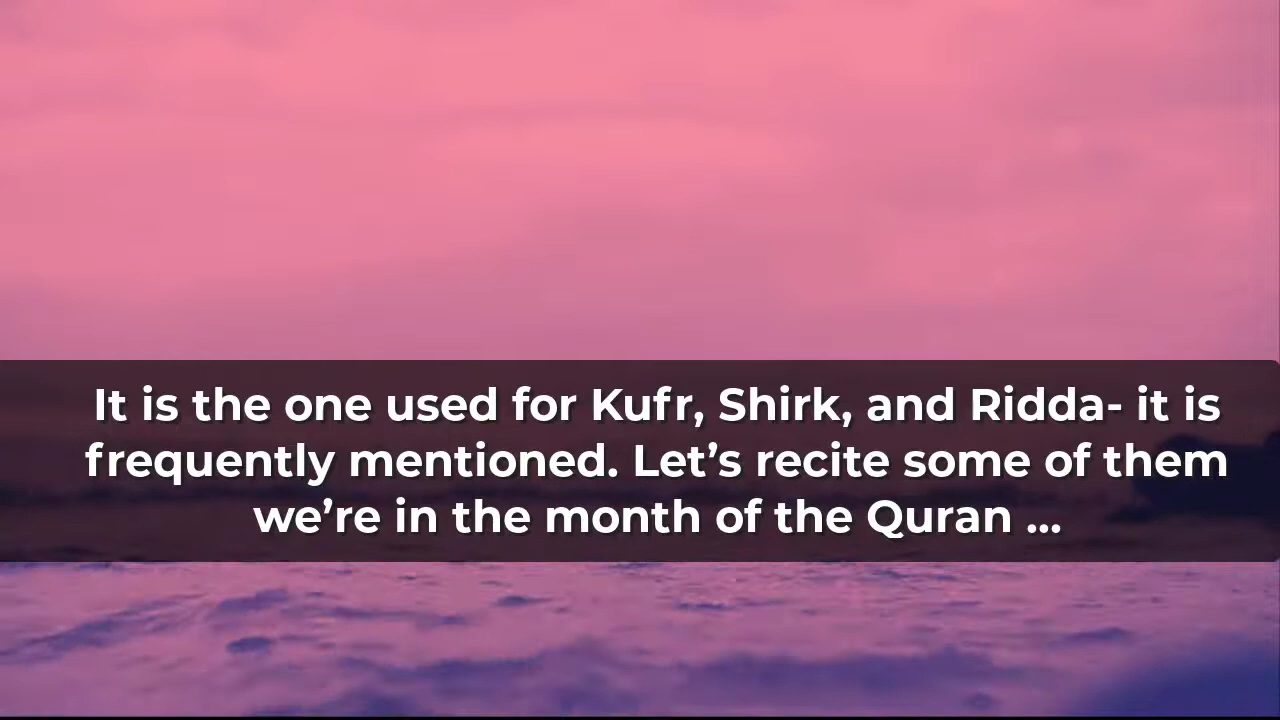 It is the one used for Kufr, Shirk, and Ridda- it is
frequently mentioned. Let’s recite some of them
we’re in the month of the Quran ...